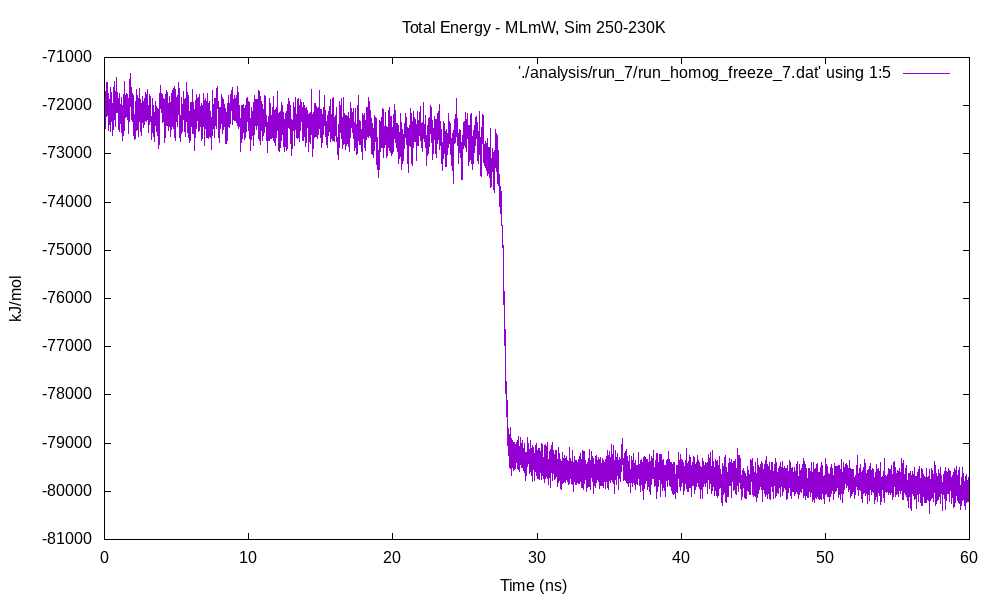 Total Energy - MLmW, Sim 250-230K
'./analysis/run_7/run_homog_freeze_7.dat' using 1:5
-71000
-72000
-73000
-74000
-75000
-76000
-77000
-78000
-79000
-80000
-81000
kJ/mol
0 10 20 30 40 50 60
Time (ns)